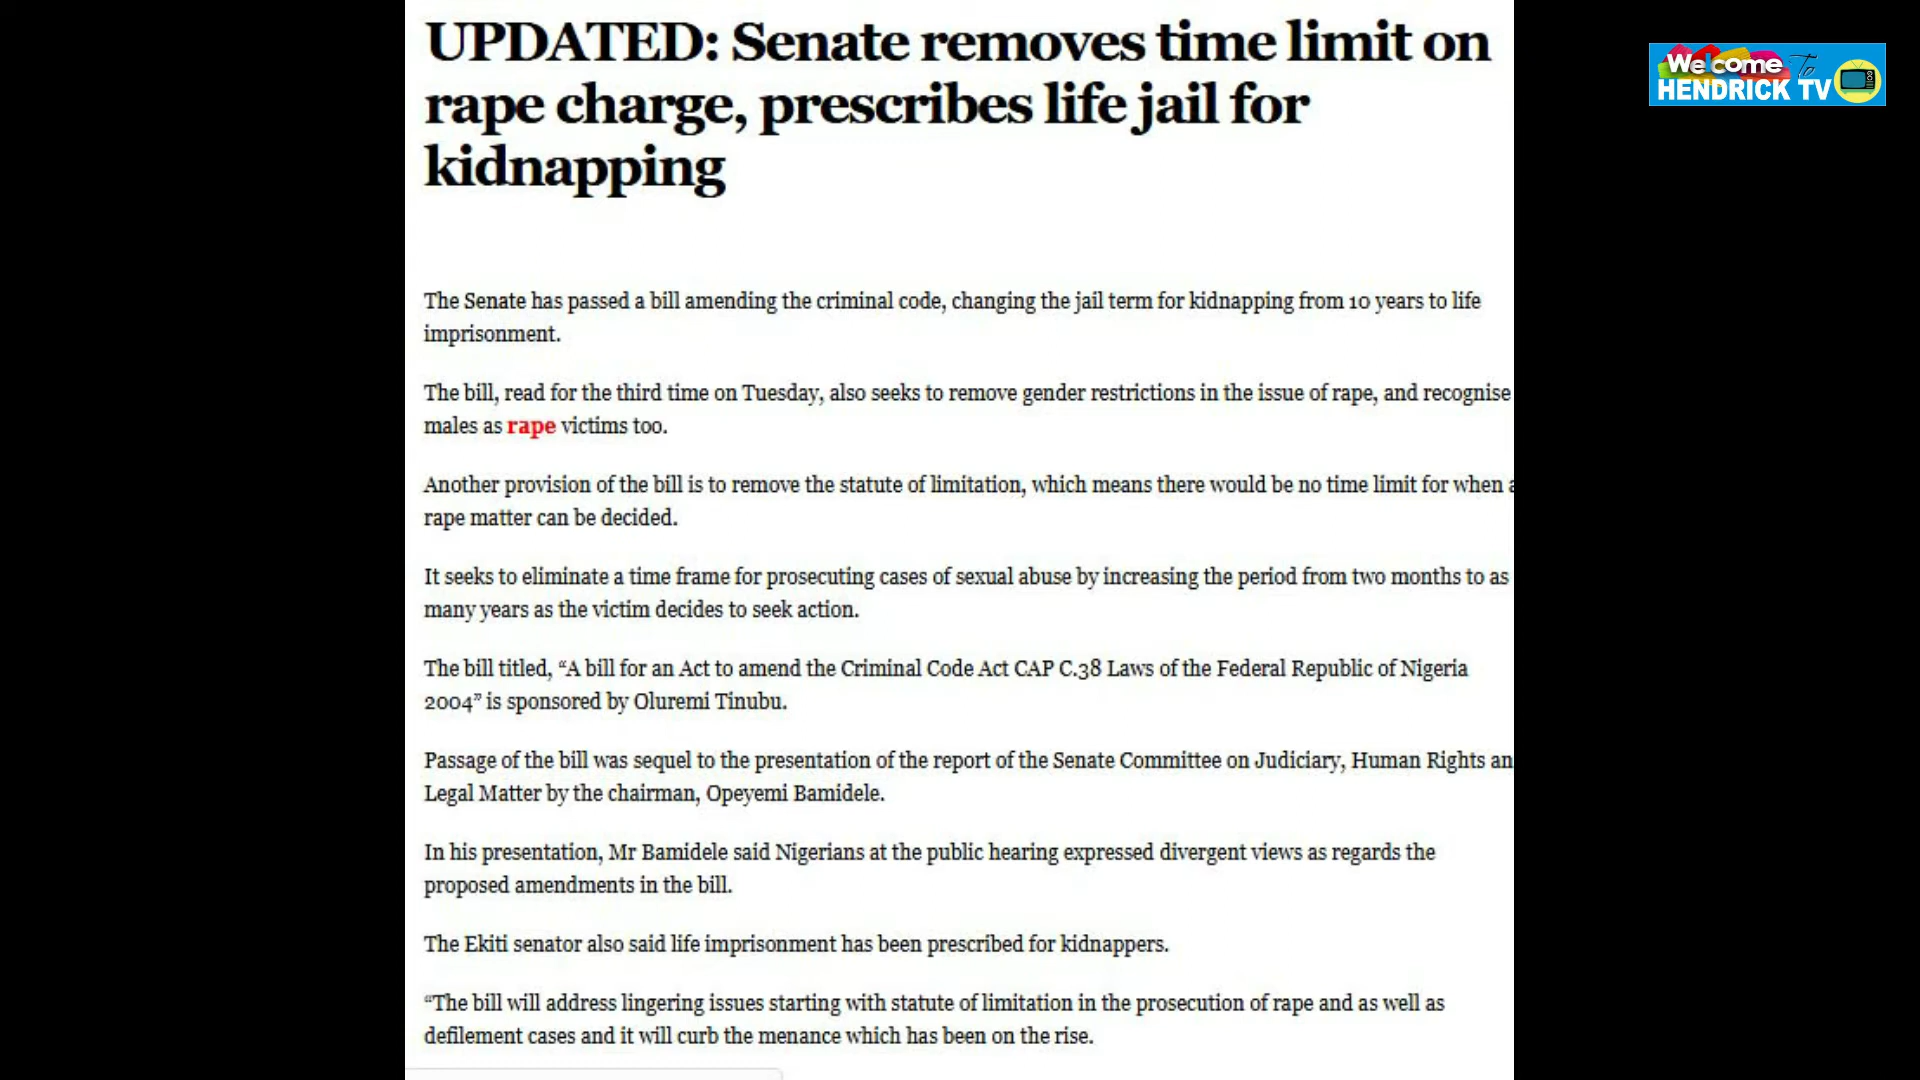 UPDATED: Senate removes time limit on
rape charge, prescribes life jail for
kidnapping
Welcome To
HENDRICK TV
The Senate has passed a bill amending the criminal code, changing the jail term for kidnapping from 10 years to life
imprisonment.
The bill, read for the third time on Tuesday, also seeks to remove gender restrictions in the issue of rape, and recognise
males as rape victims too.
Another provision of the bill is to remove the statute of limitation, which means there would be no time limit for when a
rape matter can be decided.
It seeks to eliminate a time frame for prosecuting cases of sexual abuse by increasing the period from two months to as
many years as the victim decides to seek action.
The bill titled, “A bill for an Act to amend the Criminal Code Act CAP C.38 Laws of the Federal Republic of Nigeria
2004” is sponsored by Oluremi Tinubu.
Passage of the bill was sequel to the presentation of the report of the Senate Committee on Judiciary, Human Rights an
Legal Matter by the chairman, Opeyemi Bamidele.
In his presentation, Mr Bamidele said Nigerians at the public hearing expressed divergent views as regards the
proposed amendments in the bill.
The Ekiti senator also said life imprisonment has been prescribed for kidnappers.
“The bill will address lingering issues starting with statute of limitation in the prosecution of rape and as well as
defilement cases and it will curb the menance which has been on the rise.